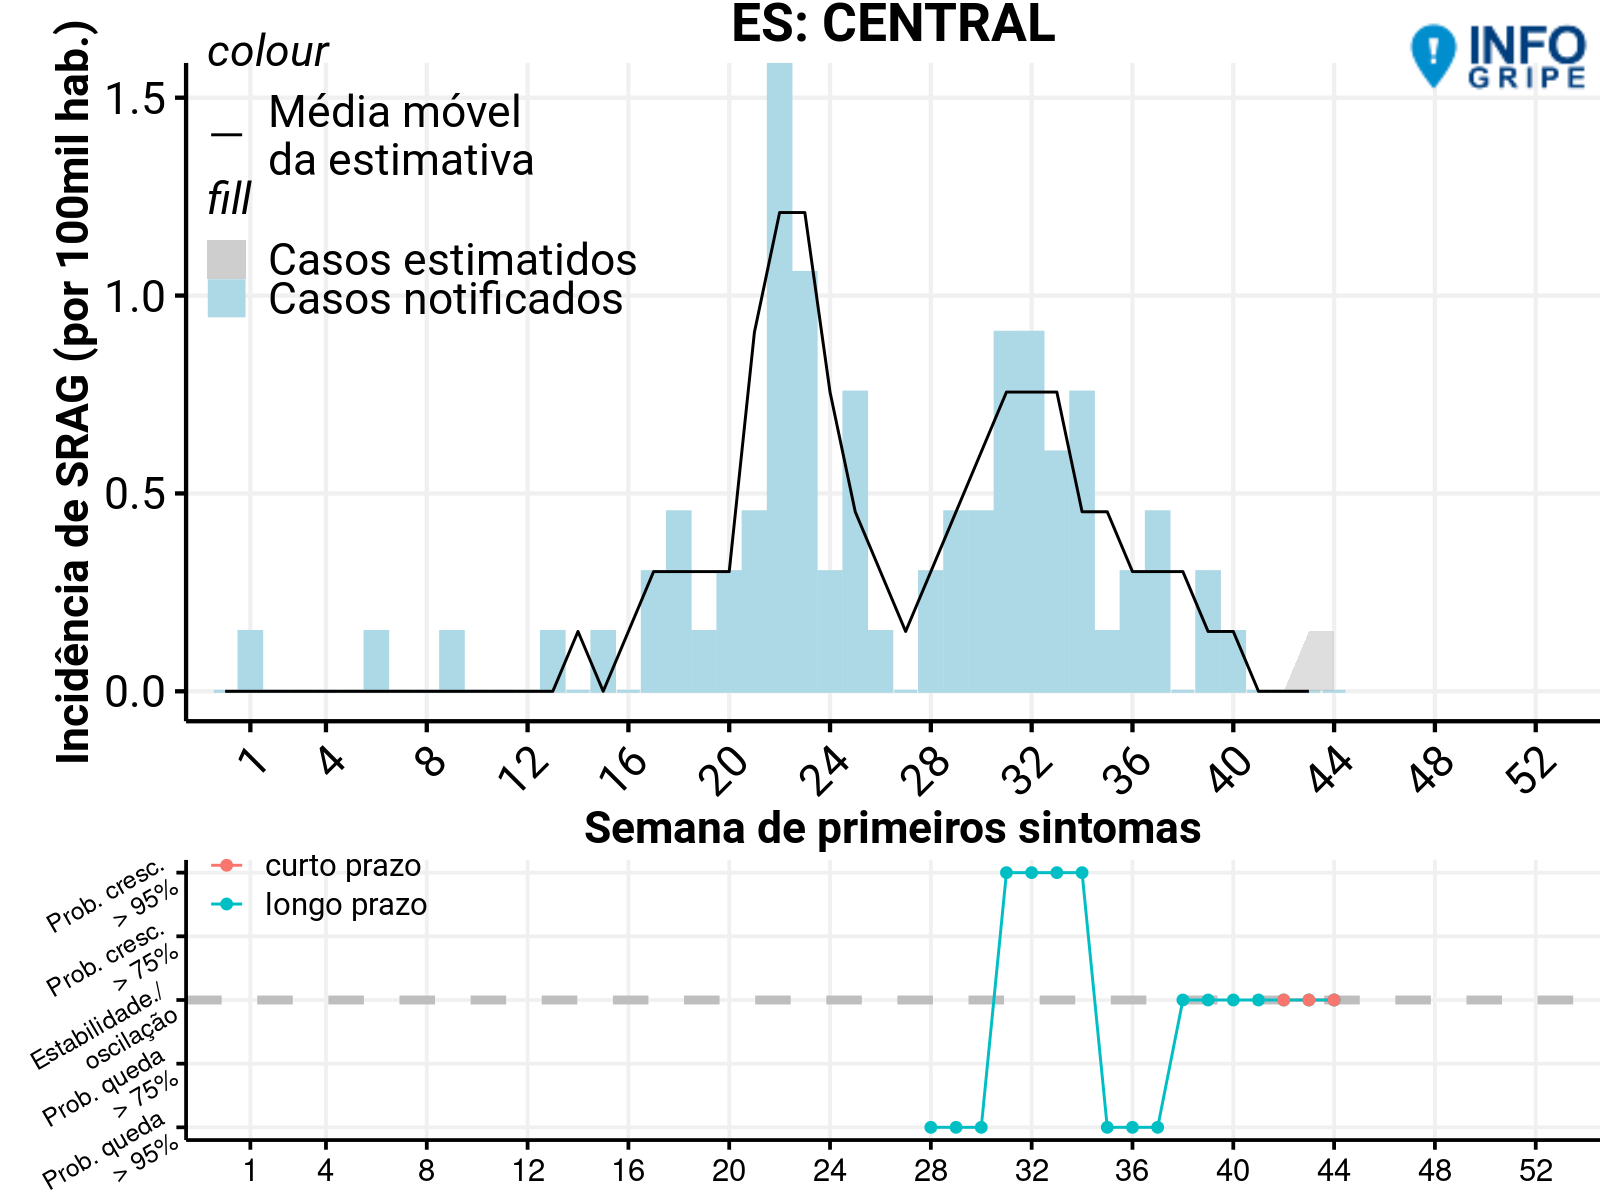 ES: CENTRAL
INFO
GRIPE
colour
Média móvel
da estimativa
fill
Casos estimatidos
Casos notificados
Incidência de SRAG (por 100mil hab.)
1.5
1.0
0.5
0.0
1 4 8 12 16 20 24 28 32 36 40 44 48 52
Semana de primeiros sintomas
curto prazo
longo prazo
Prob. cresc.
> 95%
Prob. cresc.
> 75%
Estabilidade./
oscilação
Prob. queda
> 75%
Prob. queda
> 95%
1 4 8 12 16 20 24 28 32 36 40 44 48 52